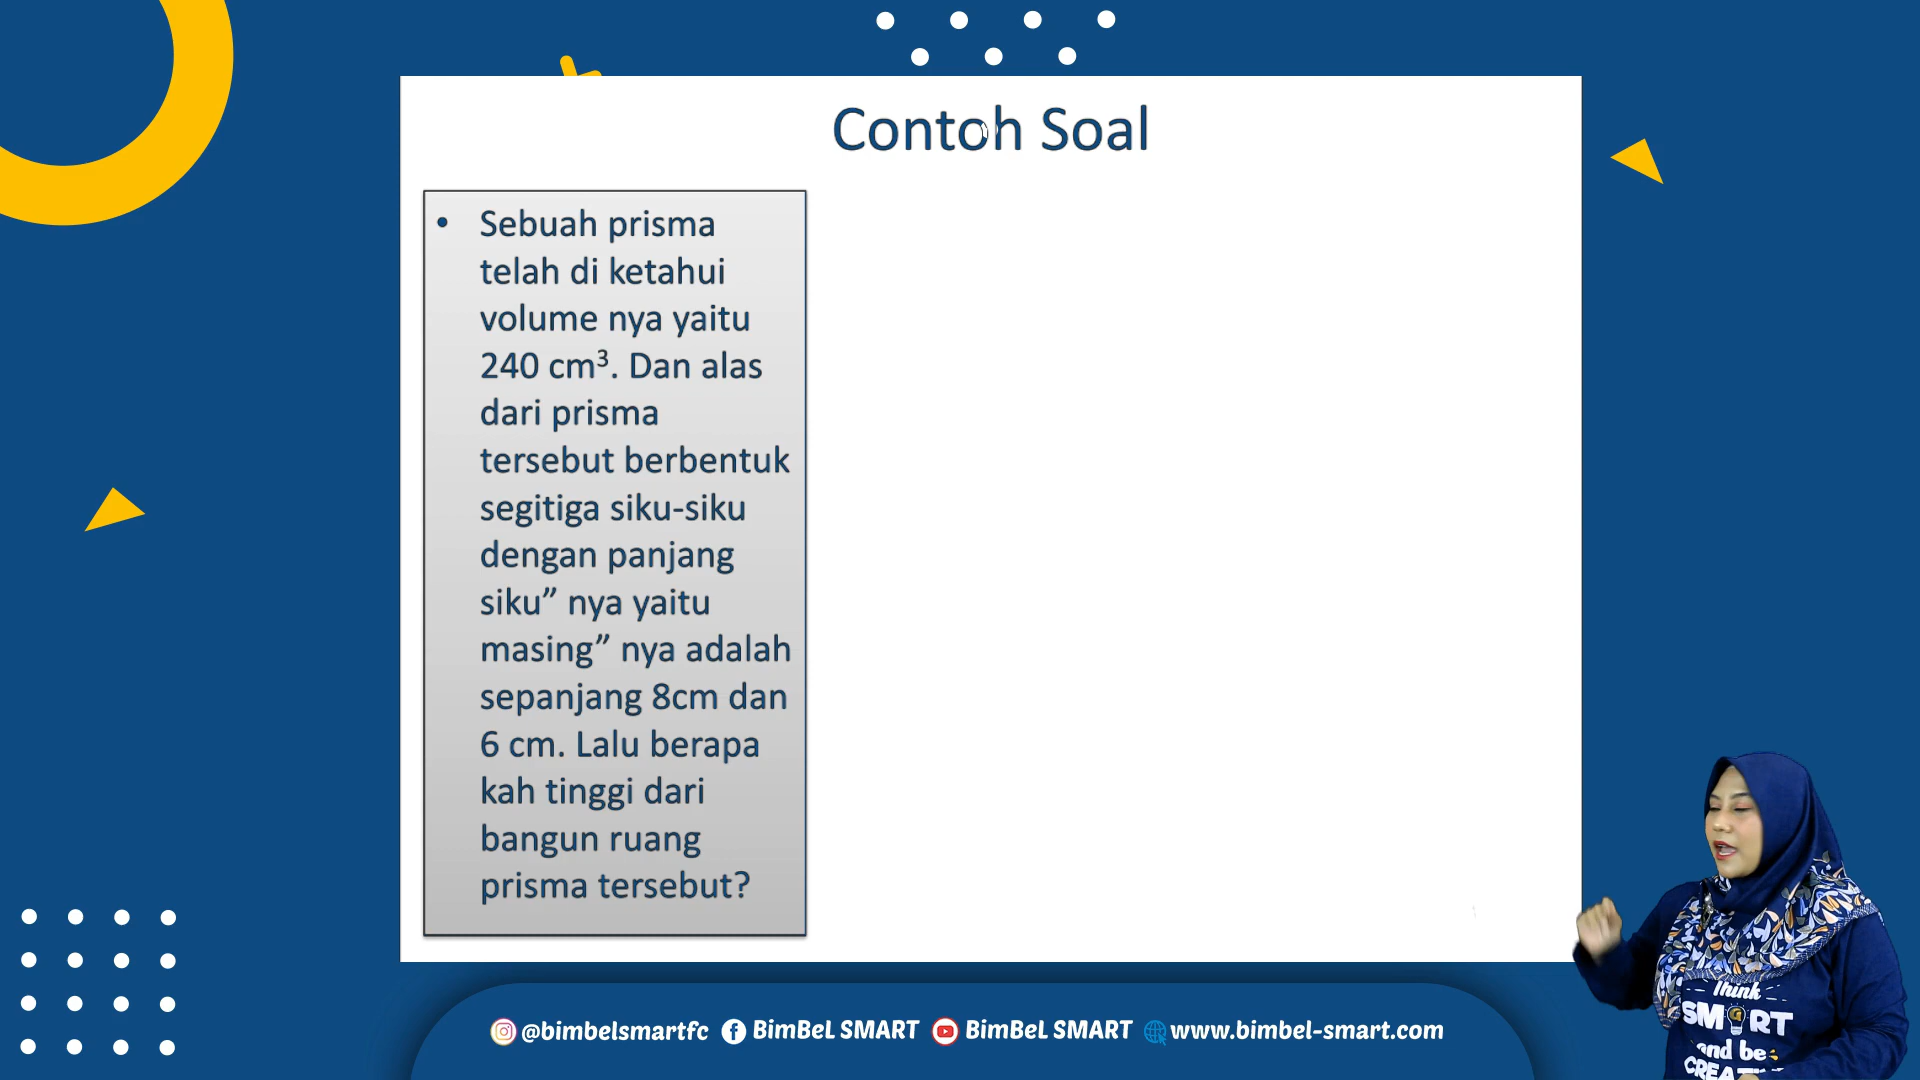 Contoh Soal
• Sebuah prisma
telah di ketahui
volume nya yaitu
240 cm³. Dan alas
dari prisma
tersebut berbentuk
segitiga siku-siku
dengan panjang
siku” nya yaitu
masing” nya adalah
sepanjang 8cm dan
6 cm. Lalu berapa
kah tinggi dari
bangun ruang
prisma tersebut?
@bimbelsmartfc BimBel SMART BimBel SMART www.bimbel-smart.com
Think
SMART
and be